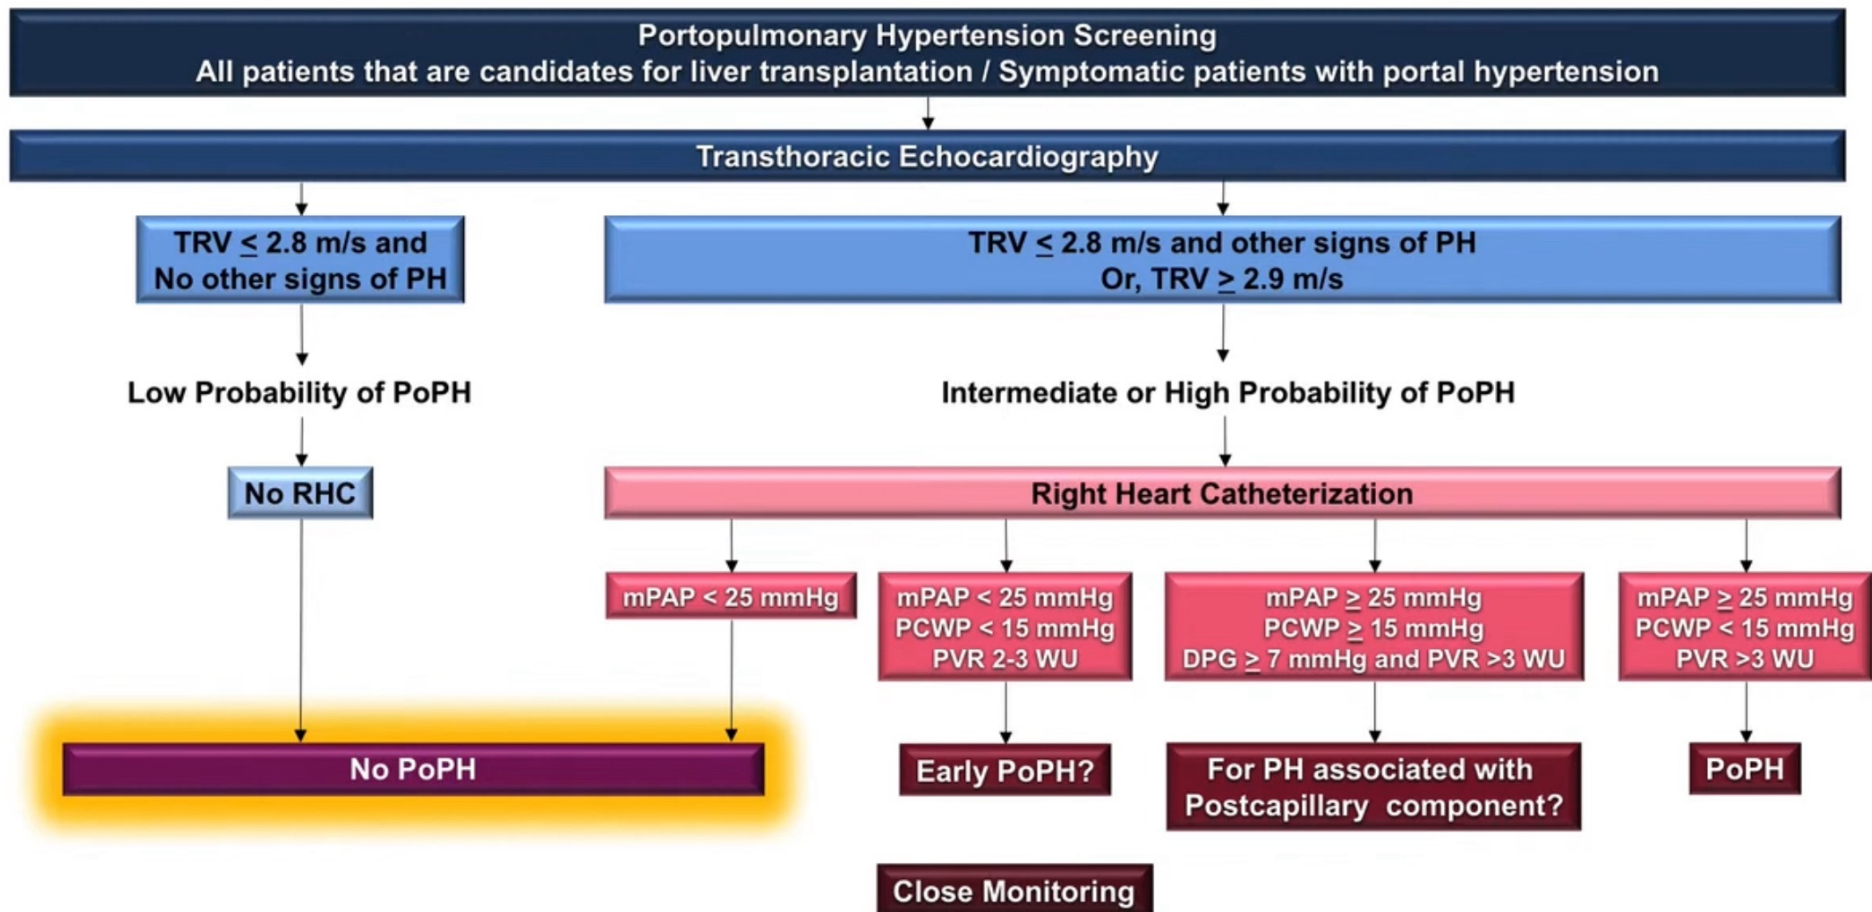 Portopulmonary Hypertension Screening
All patients that are candidates for liver transplantation / Symptomatic patients with portal hypertension
Transthoracic Echocardiography
TRV ≤ 2.8 m/s and
No other signs of PH
TRV ≤ 2.8 m/s and other signs of PH
Or, TRV ≥ 2.9 m/s
Low Probability of PoPH
Intermediate or High Probability of PoPH
No RHC
Right Heart Catheterization
mPAP < 25 mmHg
mPAP < 25 mmHg
PCWP < 15 mmHg
PVR 2-3 WU
mPAP ≥ 25 mmHg
PCWP ≥ 15 mmHg
DPG ≥ 7 mmHg and PVR >3 WU
mPAP ≥ 25 mmHg
PCWP < 15 mmHg
PVR >3 WU
No PoPH
Early PoPH?
For PH associated with
Postcapillary component?
PoPH
Close Monitoring